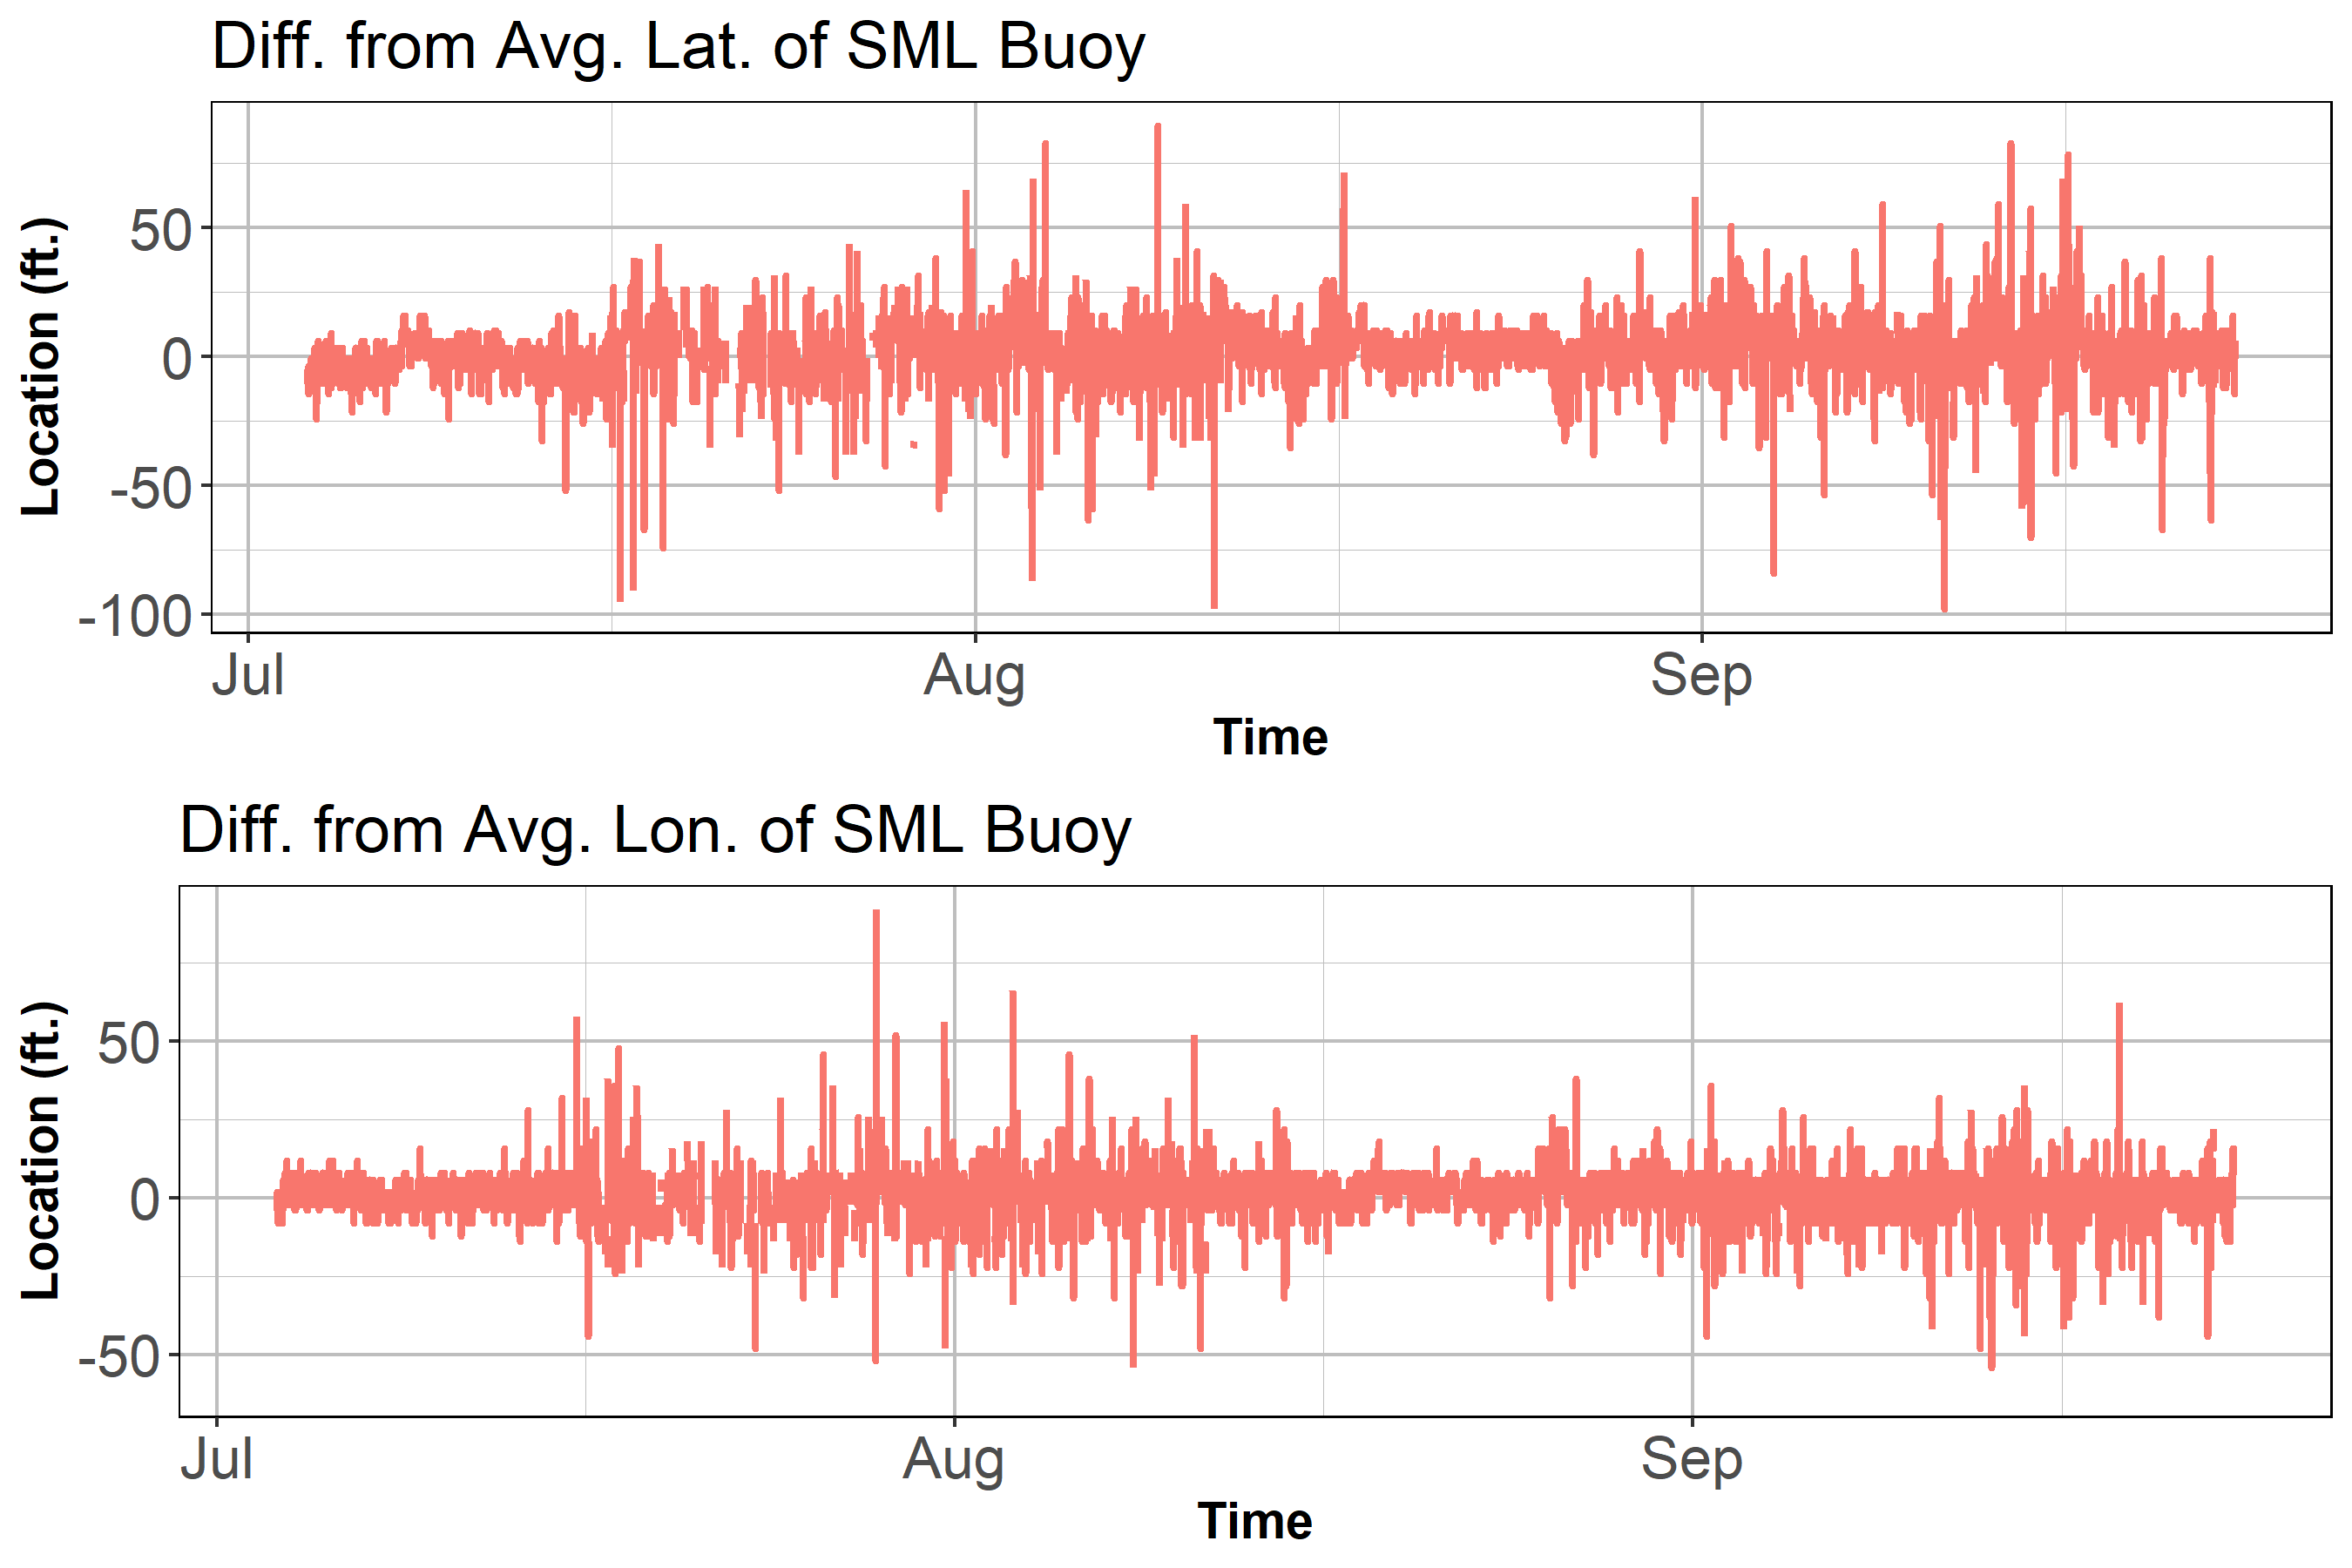 Diff. from Avg. Lat. of SML Buoy
Location (ft.)
50
0
-50
-100
Jul Aug Sep
Time
Diff. from Avg. Lon. of SML Buoy
Location (ft.)
50
0
-50
Jul Aug Sep
Time